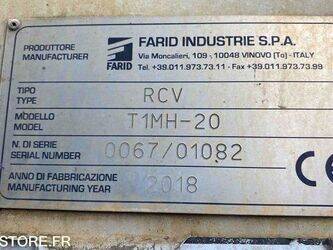 PRODUTTORE
MANUFACTURER
FARID
FARID INDUSTRIE S.P.A.
Via Moncalieri, 109 - 10048 VINOVO (To) - ITALY
Tel. +39.011.973.73.11 - Fax +39.011.973.73.99
TIPO
TYPE
RCV
MODELLO
MODEL
T1MH-20
N. DI SERIE
SERIAL NUMBER
0067/01082
ANNO DI FABBRICAZIONE
MANUFACTURING YEAR
/2018
CE
STORE.FR